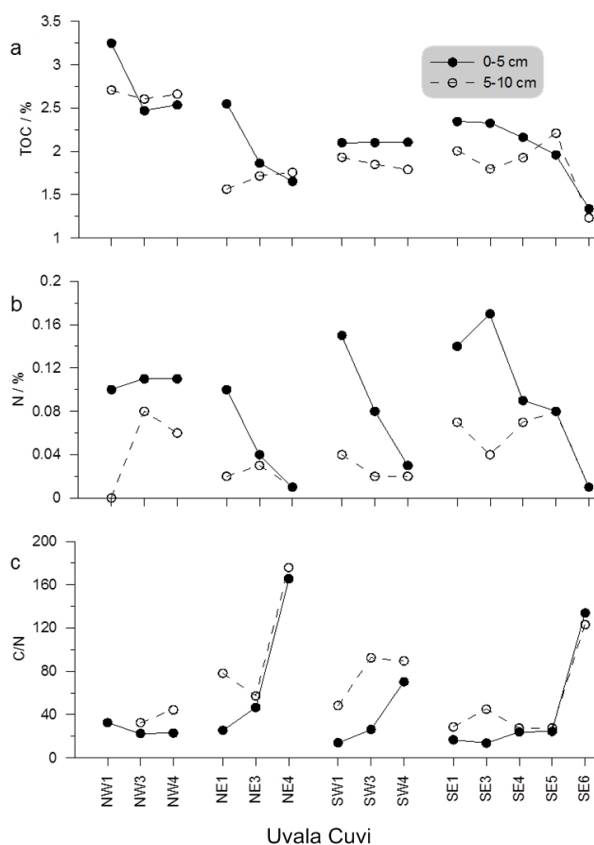 a
3.5
3
2.5
2
1.5
1
TOC / %
0-5 cm
5-10 cm
b
0.2
0.16
0.12
0.08
0.04
0
N / %
c
200
160
120
80
40
0
C/N
NW1 NW3 NW4 NE1 NE3 NE4 SW1 SW3 SW4 SE1 SE3 SE4 SE5 SE6
Uvala Cuvi